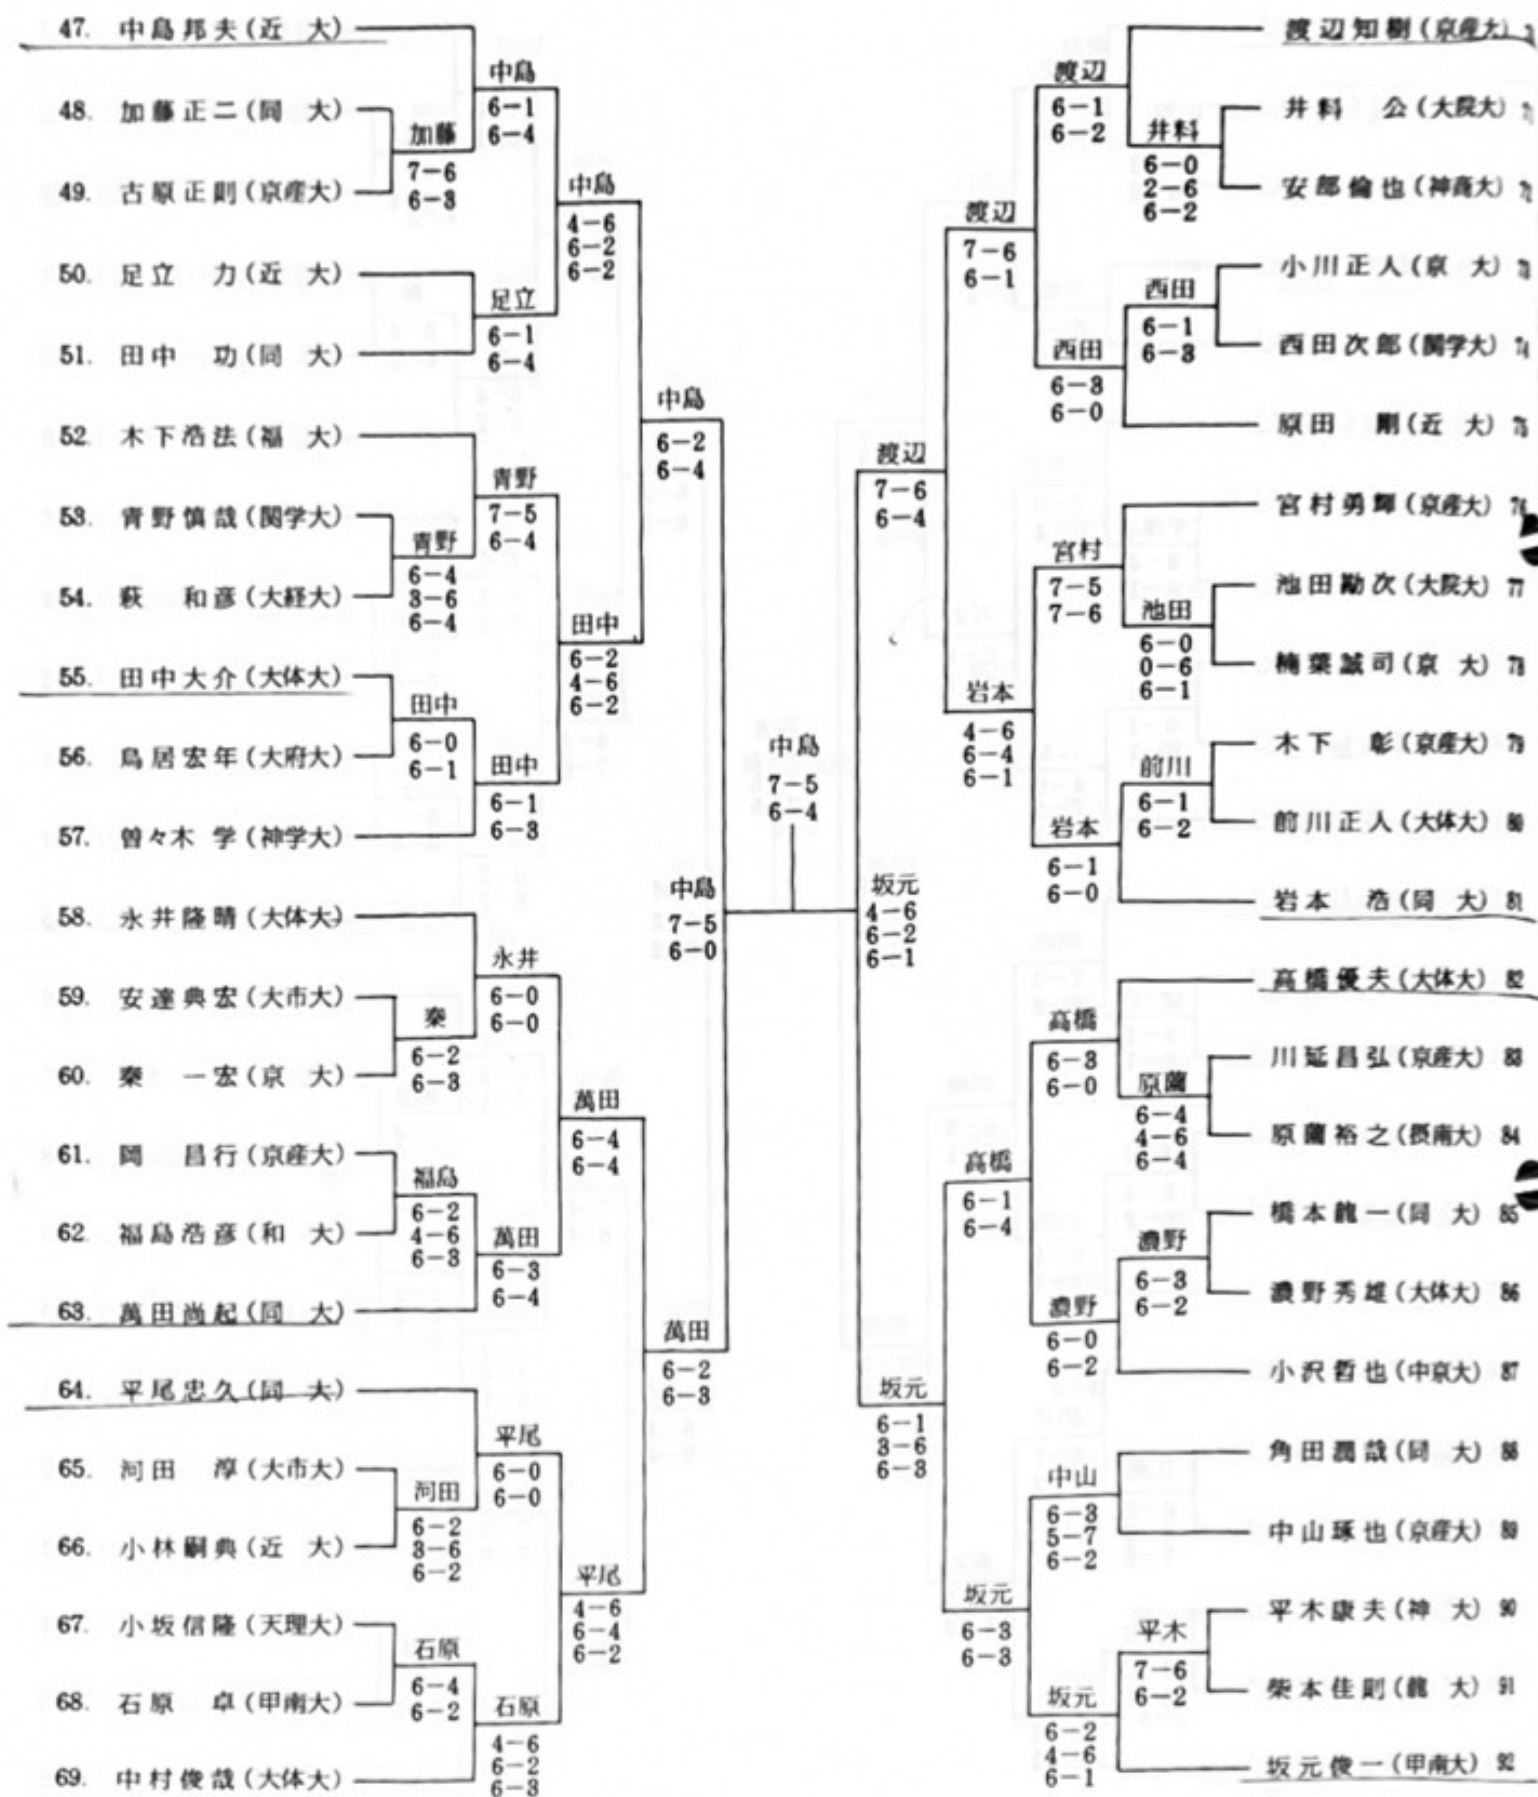 47. 中島邦夫(近 大)
48. 加藤正二(同 大)
49. 古原正則(京産大)
50. 足立 力(近 大)
51. 田中 功(同 大)
52 木下浩法(福 大)
53. 青野慎哉(関学大)
54. 萩 和彦(大経大)
55. 田中大介(大体大)
56. 鳥居宏年(大府大)
57. 曽々木 学(神学大)
58. 永井隆晴(大体大)
59. 安達典宏(大市大)
60. 秦 一宏(京 大)
61. 岡 昌行(京産大)
62. 福島浩彦(和 大)
63. 萬田尚起(同 大)
64. 平尾忠久(同 大)
65. 河田 淳(大市大)
66. 小林嗣典(近 大)
67. 小坂信隆(天理大)
68. 石原 卓(甲南大)
69. 中村俊哉(大体大)
加藤
7-6
6-3
青野
6-4
3-6
6-4
田中
6-0
6-1
秦
6-2
6-3
福島
6-2
4-6
6-3
河田
6-2
3-6
6-2
石原
6-4
6-2
中島
6-1
6-4
足立
6-1
6-4
青野
7-5
6-4
田中
6-1
6-3
永井
6-0
6-0
萬田
6-3
6-4
平尾
6-0
6-0
石原
4-6
6-2
6-3
中島
4-6
6-2
6-2
田中
6-2
4-6
6-2
萬田
6-4
6-4
平尾
4-6
6-4
6-2
中島
6-2
6-4
萬田
6-2
6-3
中島
7-5
6-0
中島
7-5
6-4
坂元
4-6
6-2
6-1
渡辺
7-6
6-4
坂元
6-1
3-6
6-3
渡辺
7-6
6-1
岩本
4-6
6-4
6-1
高橋
6-1
6-4
坂元
6-3
6-3
渡辺
6-1
6-2
西田
6-3
6-0
宮村
7-5
7-6
岩本
6-1
6-0
高橋
6-3
6-0
濃野
6-0
6-2
中山
6-3
5-7
6-2
坂元
6-2
4-6
6-1
井料
6-0
2-6
6-2
西田
6-1
6-3
池田
6-0
0-6
6-1
前川
6-1
6-2
原薗
6-4
4-6
6-4
濃野
6-3
6-2
平木
7-6
6-2
渡辺知樹(京産大)
井料 公(大院大)
安部倫也(神商大)
小川正人(京 大)
西田次郎(関学大) 74
原田 剛(近 大) 75
宮村勇輝(京産大) 76
池田勘次(大院大) 77
楠葉誠司(京 大) 78
木下 彰(京産大) 79
前川正人(大体大) 80
岩本 浩(同 大) 81
高橋優夫(大体大) 82
川延昌弘(京産大) 83
原薗裕之(摂南大) 84
橋本龍一(同 大) 85
濃野秀雄(大体大) 86
小沢哲也(中京大) 87
角田潤哉(同 大) 88
中山琢也(京産大) 89
平木康夫(神 大) 90
柴本佳則(龍 大) 91
坂元俊一(甲南大) 92